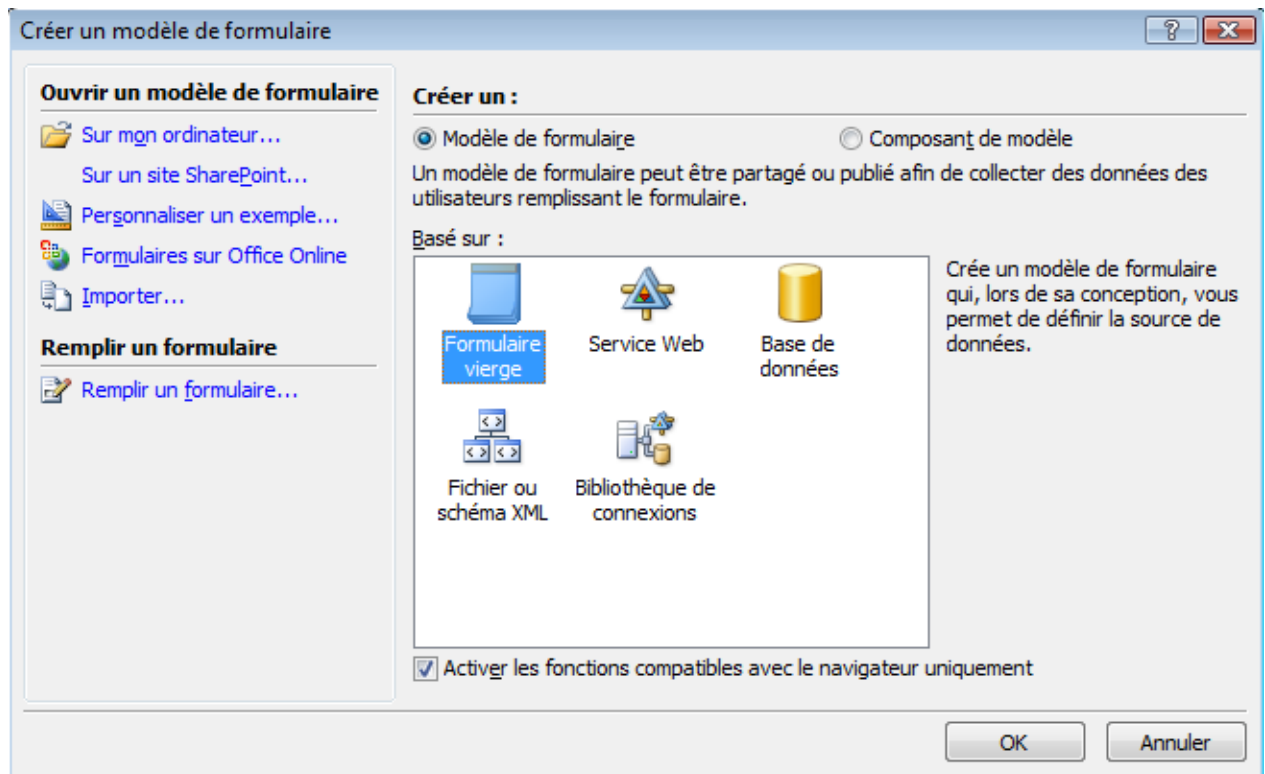 Créer un modèle de formulaire
Ouvrir un modèle de formulaire
Sur mon ordinateur...
Sur un site SharePoint...
Personnaliser un exemple...
Formulaires sur Office Online
Importer...
Remplir un formulaire
Remplir un formulaire...
Créer un :
Modèle de formulaire
Composant de modèle
Un modèle de formulaire peut être partagé ou publié afin de collecter des données des
utilisateurs remplissant le formulaire.
Basé sur :
Formulaire
vierge
Service Web
Base de
données
Fichier ou
schéma XML
Bibliothèque de
connexions
Crée un modèle de formulaire
qui, lors de sa conception, vous
permet de définir la source de
données.
Activer les fonctions compatibles avec le navigateur uniquement
OK
Annuler